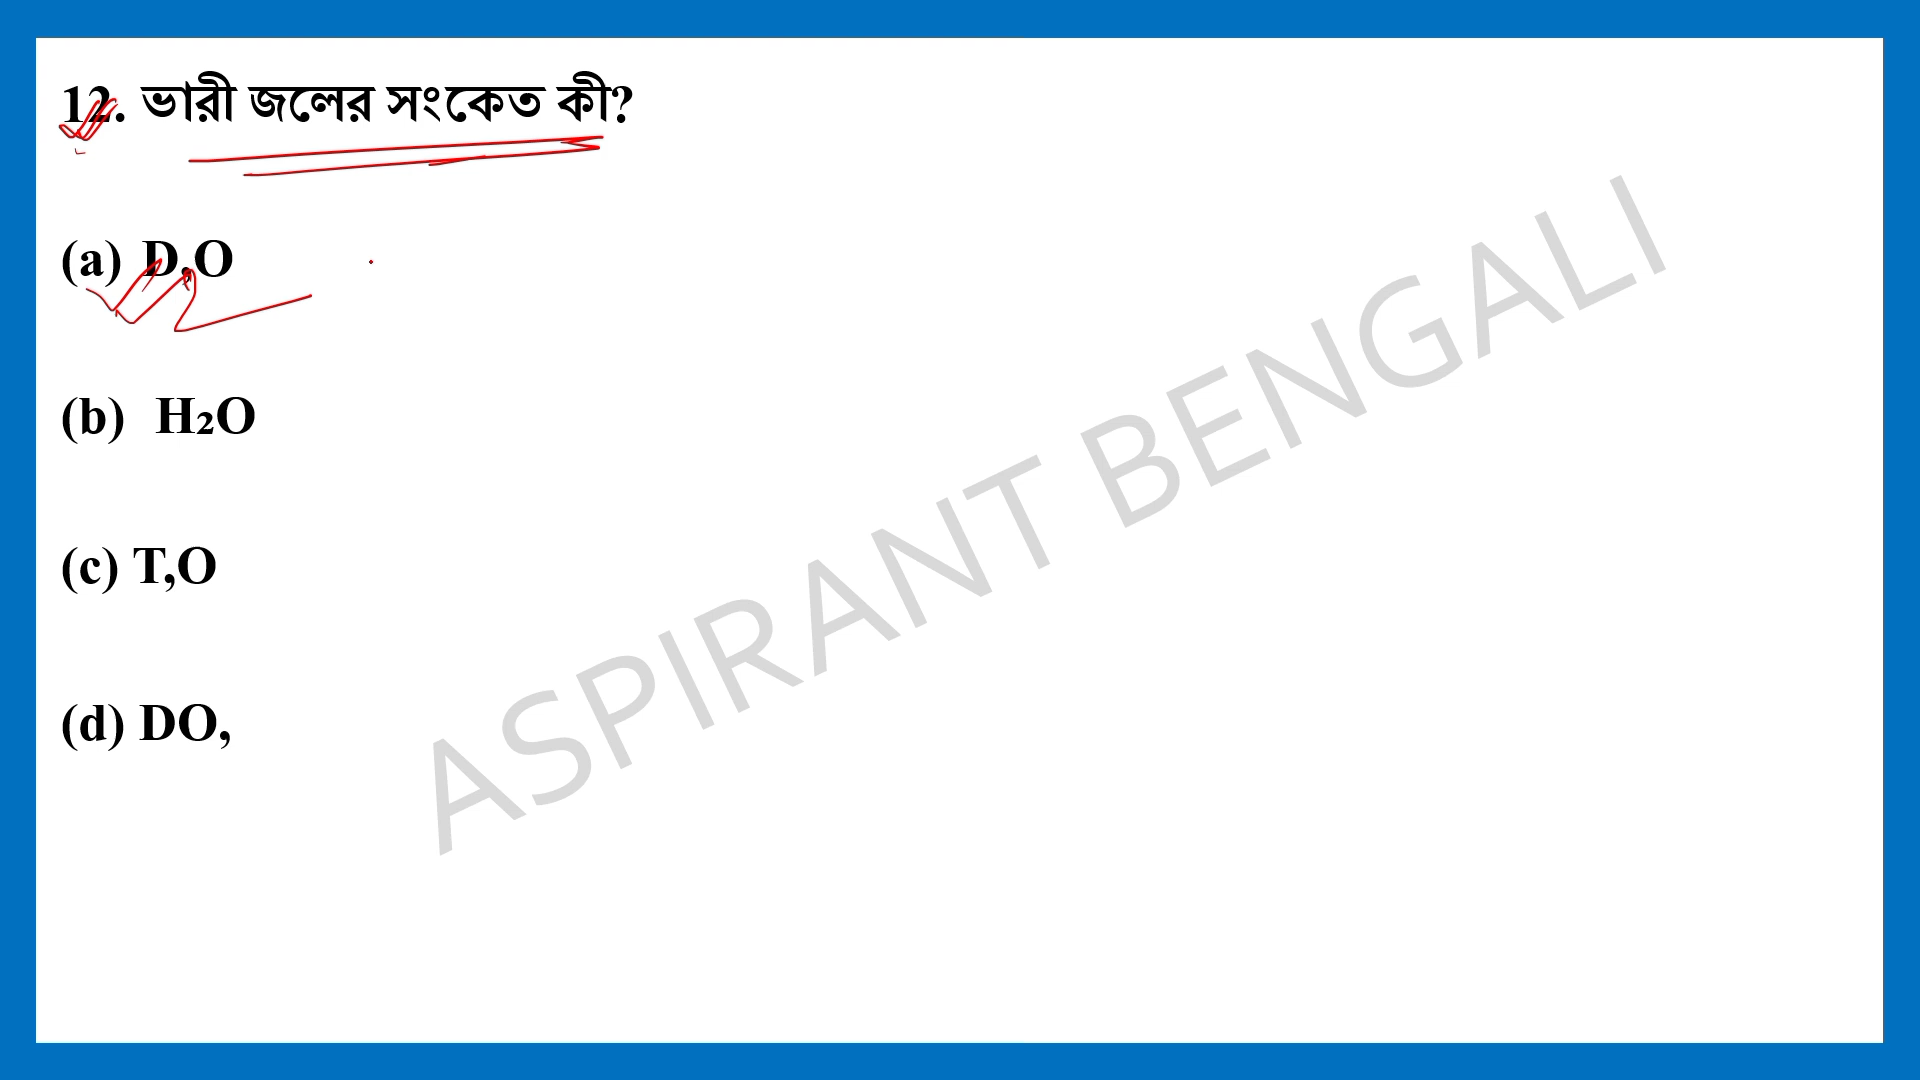 12. ভারী জলের সংকেত কী?
(a) D,O
(b) H₂O
(c) T,O
(d) DO,
ASPIRANT BENGALI